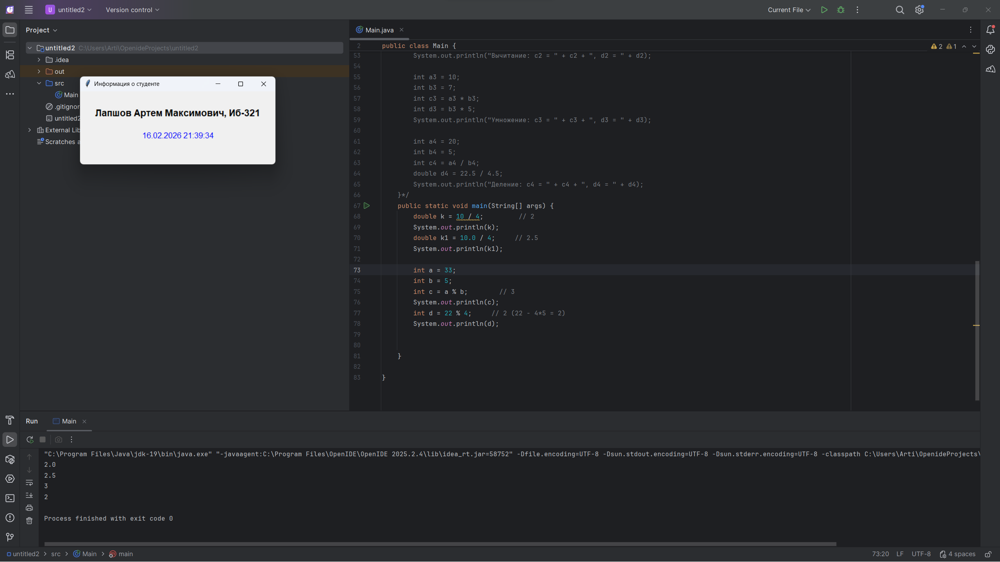 untitled2
Version control
Current File
Project
untitled2 C:\Users\Arti\OpenideProjects\untitled2
.idea
out
src
Main
.gitignor
untitled2
External Lib
Scratches a
Информация о студенте
Лапшов Артем Максимович, Иб-321
16.02.2026 21:39:34
Main.java
2 public class Main {
2 1
53 System.out.println("Вычитание: c2 = " + c2 + ", d2 = " + d2);
54
55 int a3 = 10;
56 int b3 = 7;
57 int c3 = a3 * b3;
58 int d3 = b3 * 5;
59 System.out.println("Умножение: c3 = " + c3 + ", d3 = " + d3);
60
61 int a4 = 20;
62 int b4 = 5;
63 int c4 = a4 / b4;
64 double d4 = 22.5 / 4.5;
65 System.out.println("Деление: c4 = " + c4 + ", d4 = " + d4);
66 }*/
67 public static void main(String[] args) {
68 double k = 10 / 4; // 2
69 System.out.println(k);
70 double k1 = 10.0 / 4; // 2.5
71 System.out.println(k1);
72
73 int a = 33;
74 int b = 5;
75 int c = a % b; // 3
76 System.out.println(c);
77 int d = 22 % 4; // 2 (22 - 4*5 = 2)
78 System.out.println(d);
79
80
81 }
82
83 }
Run
Main
"C:\Program Files\Java\jdk-19\bin\java.exe" "-javaagent:C:\Program Files\OpenIDE\OpenIDE 2025.2.4\lib\idea_rt.jar=58752" -Dfile.encoding=UTF-8 -Dsun.stdout.encoding=UTF-8 -Dsun.stderr.encoding=UTF-8 -classpath C:\Users\Arti\OpenideProjects\
2.0
2.5
3
2
Process finished with exit code 0
untitled2 > src > Main > main
73:20 LF UTF-8 4 spaces